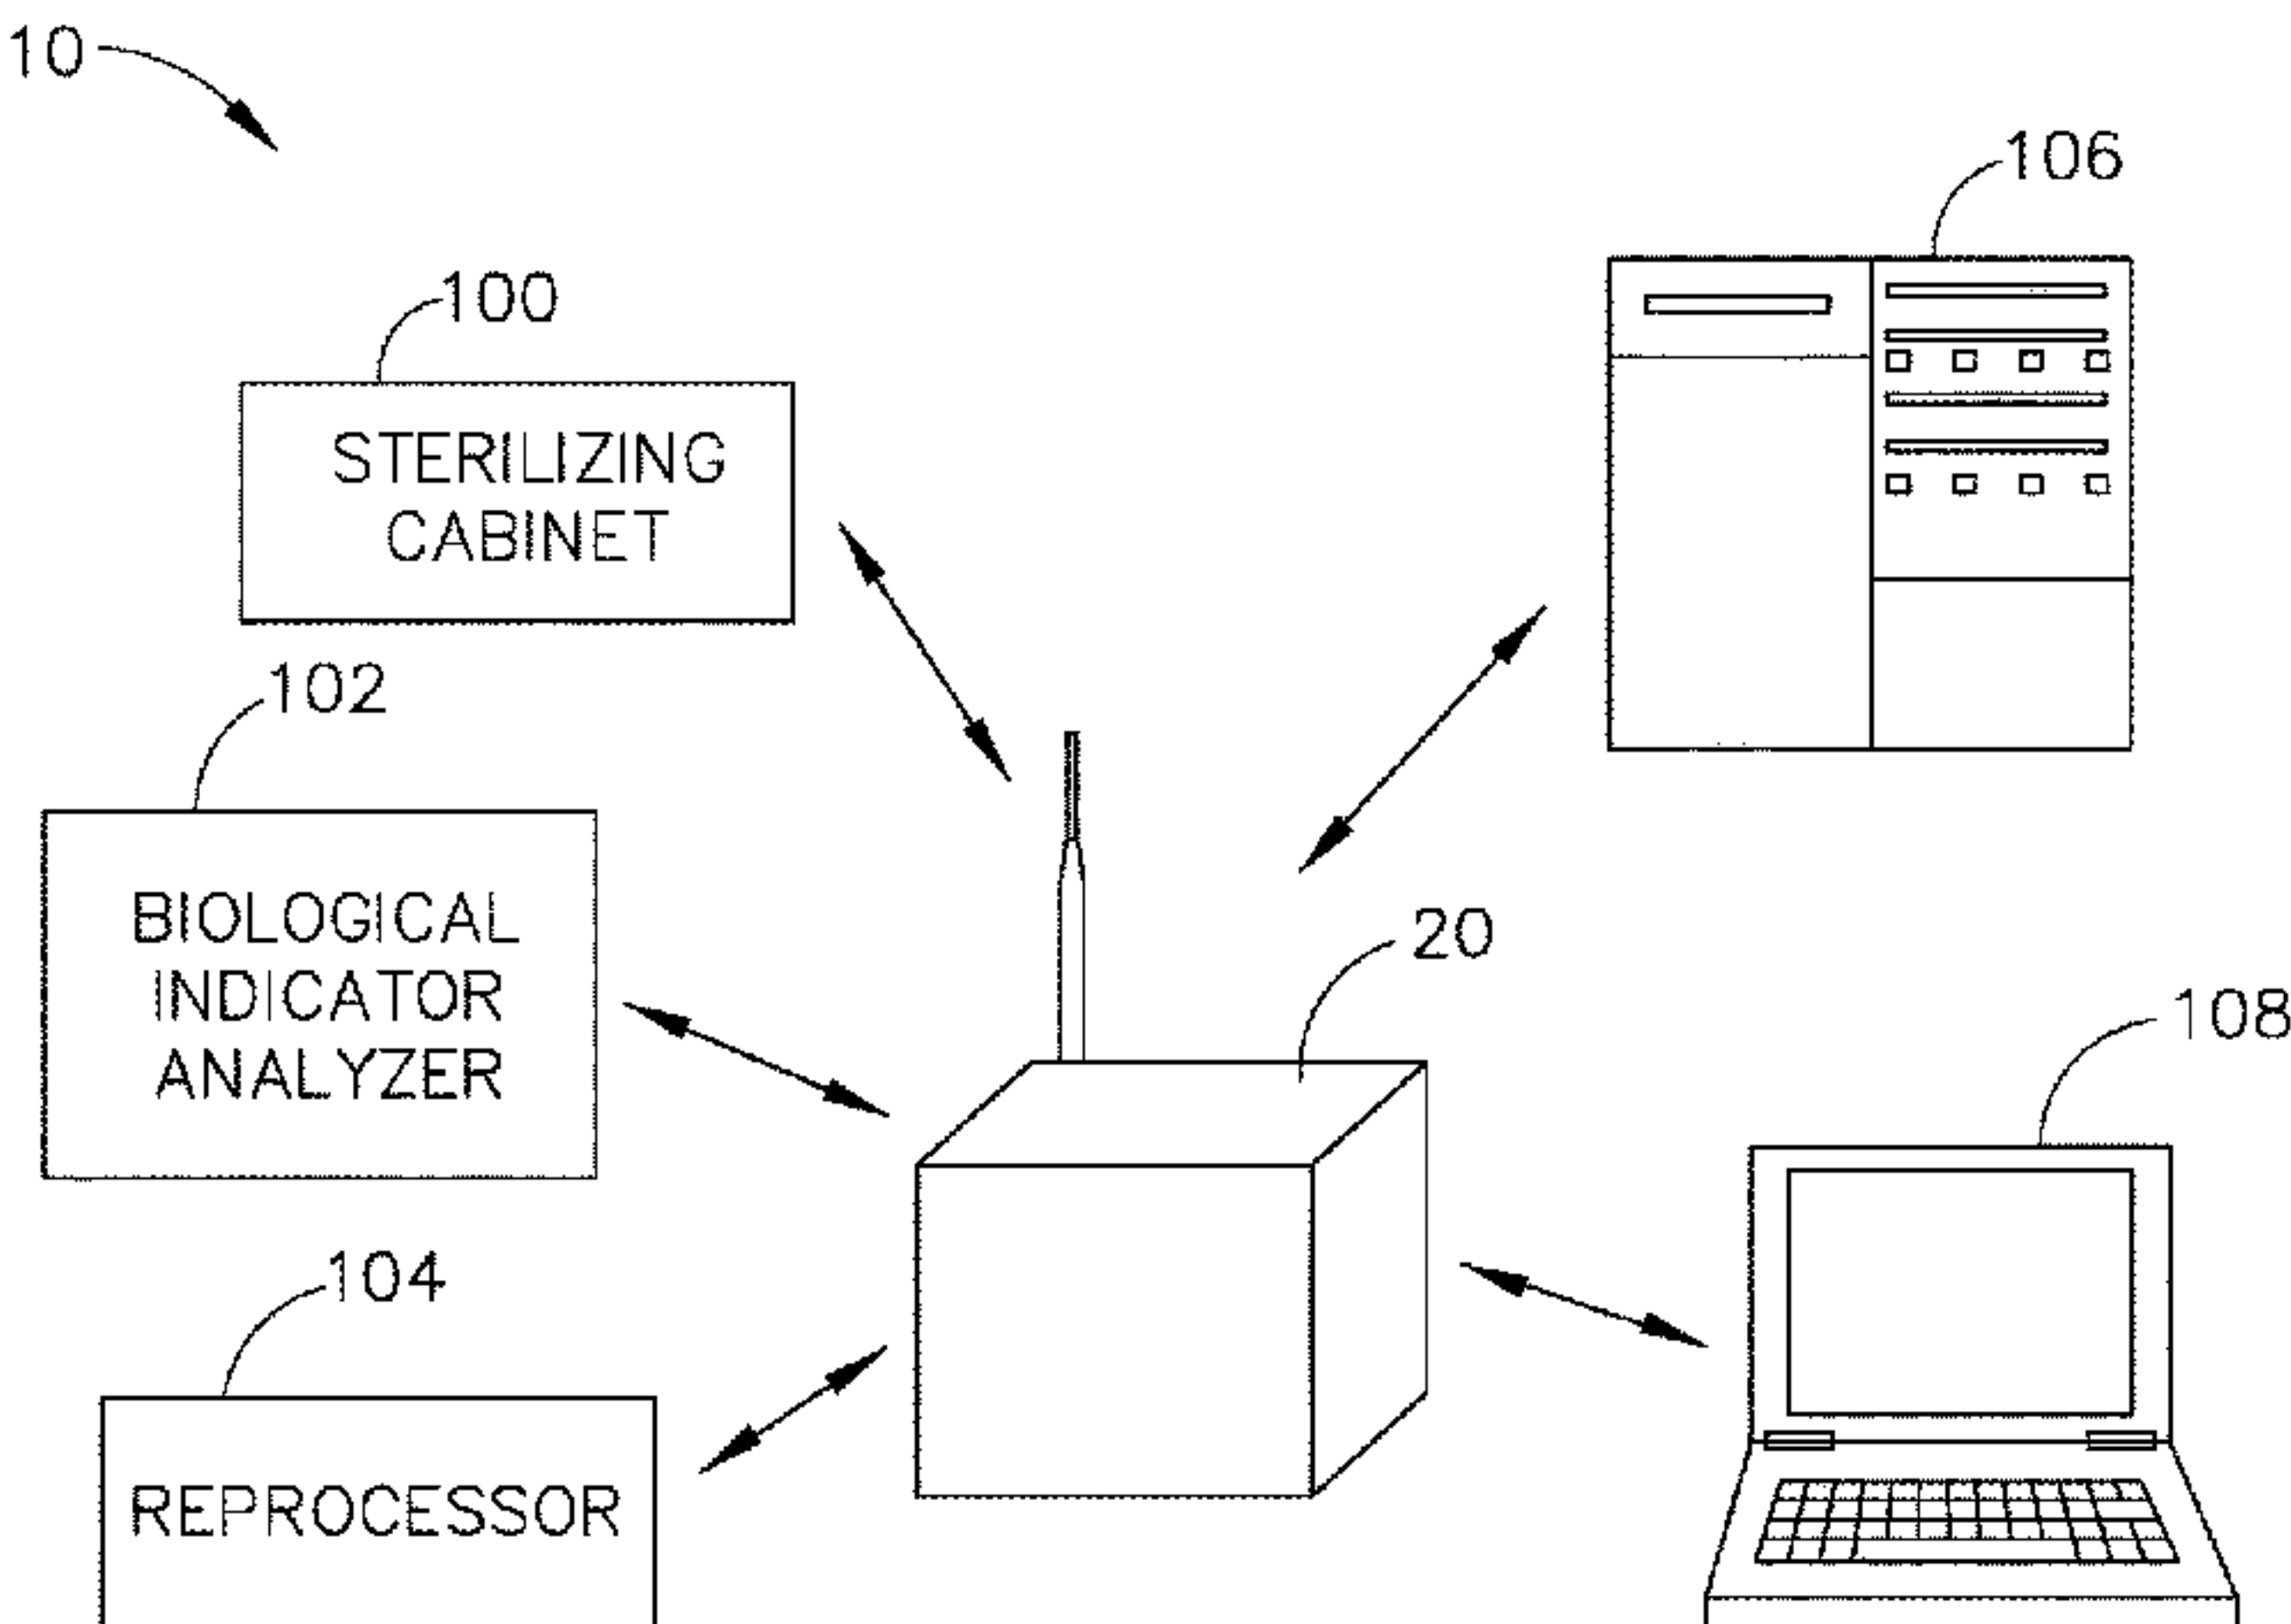 10
106
100
STERILIZING
CABINET
102
BIOLOGICAL
INDICATOR
ANALYZER
20
108
104
REPROCESSOR